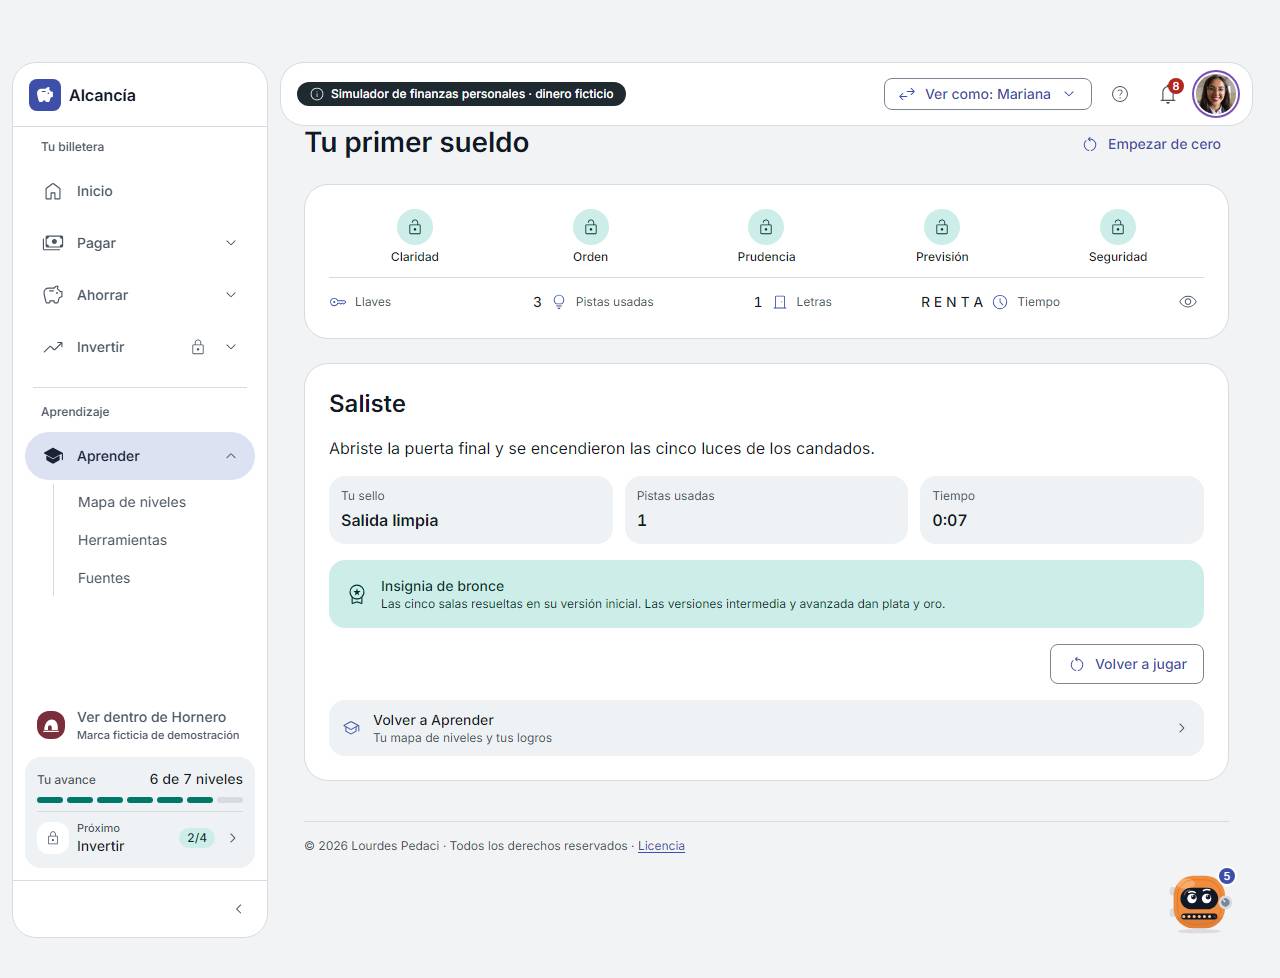 Alcancía
Simulador de finanzas personales · dinero ficticio
Ver como: Mariana
8
Tu billetera
Inicio
Pagar
Ahorrar
Invertir
Aprendizaje
Aprender
Mapa de niveles
Herramientas
Fuentes
Ver dentro de Hornero
Marca ficticia de demostración
Tu avance
6 de 7 niveles
Próximo
Invertir
2/4
Tu primer sueldo
Empezar de cero
Claridad
Orden
Prudencia
Previsión
Seguridad
Llaves
3
Pistas usadas
1
Letras
RENTA
Tiempo
Saliste
Abriste la puerta final y se encendieron las cinco luces de los candados.
Tu sello
Salida limpia
Pistas usadas
1
Tiempo
0:07
Insignia de bronce
Las cinco salas resueltas en su versión inicial. Las versiones intermedia y avanzada dan plata y oro.
Volver a jugar
Volver a Aprender
Tu mapa de niveles y tus logros
© 2026 Lourdes Pedaci · Todos los derechos reservados · Licencia
5